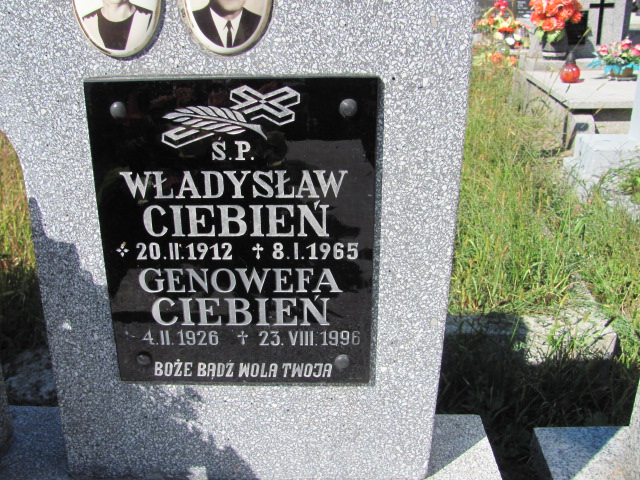 Ś.P.
WŁADYSŁAW
CIEBIEŃ
20.II.1912 ✝ 8.I.1965
GENOWEFA
CIEBIEŃ
4.II.1926 ✝ 23.VIII.1996
BOŻE BĄDŹ WOLA TWOJA